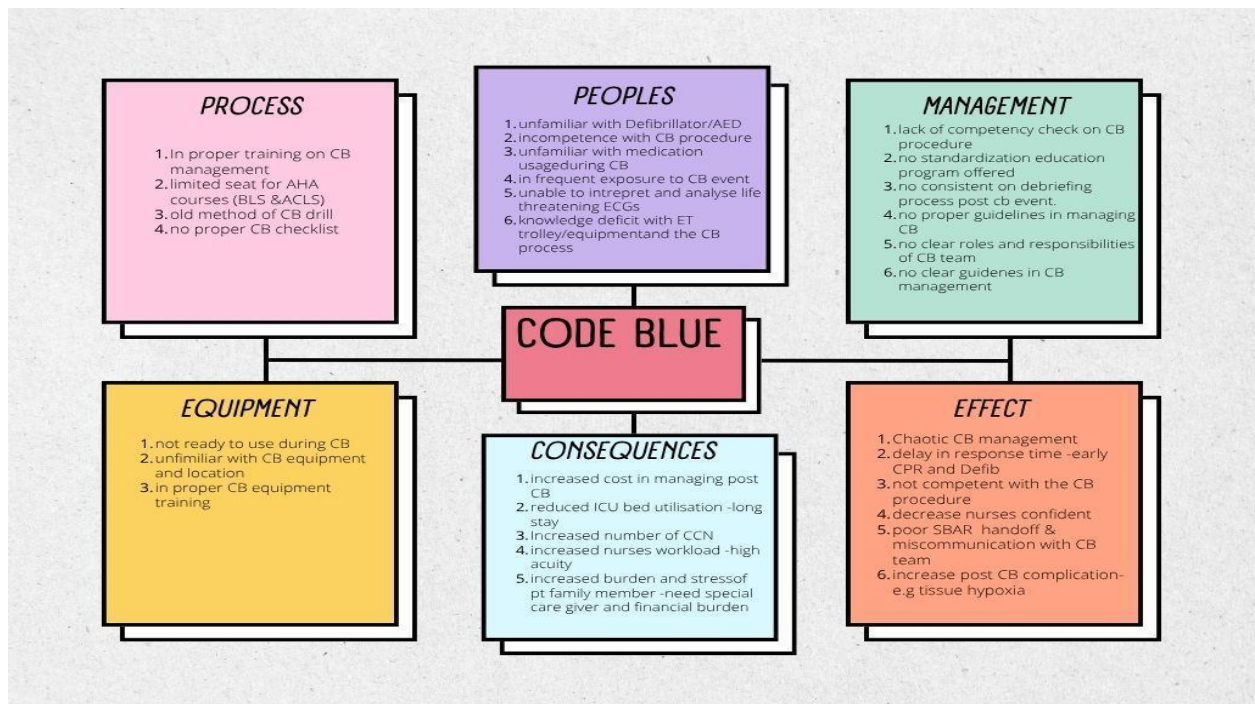 PROCESS
1. In proper training on CB
management
2. limited seat for AHA
courses (BLS &ACLS)
3. old method of CB drill
4. no proper CB checklist
PEOPLES
1. unfamiliar with Defibrillator/AED
2. incompetence with CB procedure
3. unfamiliar with medication
usageduring CB
4. in frequent exposure to CB event
5. unable to intrepret and analyse life
threatening ECGs
6. knowledge deficit with ET
trolley/equipmentand the CB
process
MANAGEMENT
1. lack of competency check on CB
procedure
2. no standardization education
program offered
3. no consistent on debriefing
process post cb event.
4. no proper guidelines in managing
CB
5. no clear roles and responsibilities
of CB team
6. no clear guidenes in CB
management
CODE BLUE
EQUIPMENT
1. not ready to use during CB
2. unfimiliar with CB equipment
and location
3. in proper CB equipment
training
CONSEQUENCES
1. increased cost in managing post
CB
2. reduced ICU bed utilisation -long
stay
3. Increased number of CCN
4. increased nurses workload -high
acuity
5. increased burden and stressof
pt family member -need special
care giver and financial burden
EFFECT
1. Chaotic CB management
2. delay in response time -early
CPR and Defib
3. not competent with the CB
procedure
4. decrease nurses confident
5. poor SBAR handoff &
miscommunication with CB
team
6. increase post CB complication-
e.g tissue hypoxia